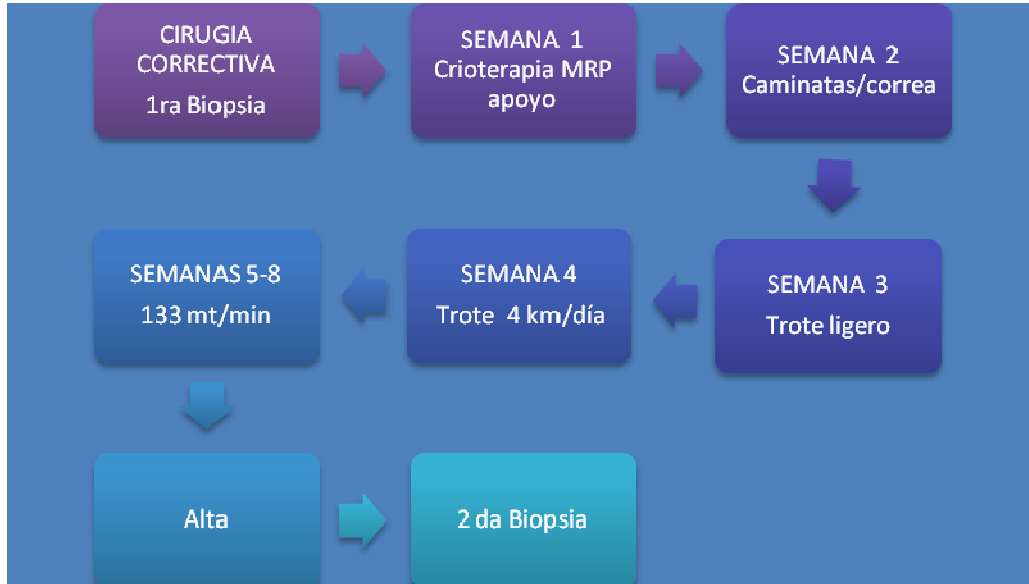 CIRUGIA
CORRECTIVA
1ra Biopsia
SEMANA 1
Crioterapia MRP
apoyo
SEMANA 2
Caminatas/correa
SEMANA 3
Trote ligero
SEMANA 4
Trote 4 km/día
SEMANAS 5-8
133 mt/min
Alta
2 da Biopsia